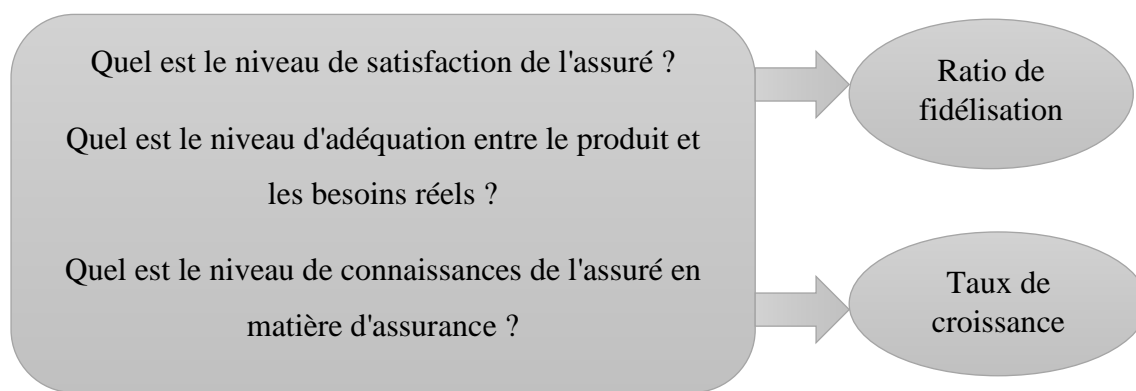 Quel est le niveau de satisfaction de l'assuré ?
Quel est le niveau d'adéquation entre le produit et
les besoins réels ?
Quel est le niveau de connaissances de l'assuré en
matière d'assurance ?
Ratio de
fidélisation
Taux de
croissance